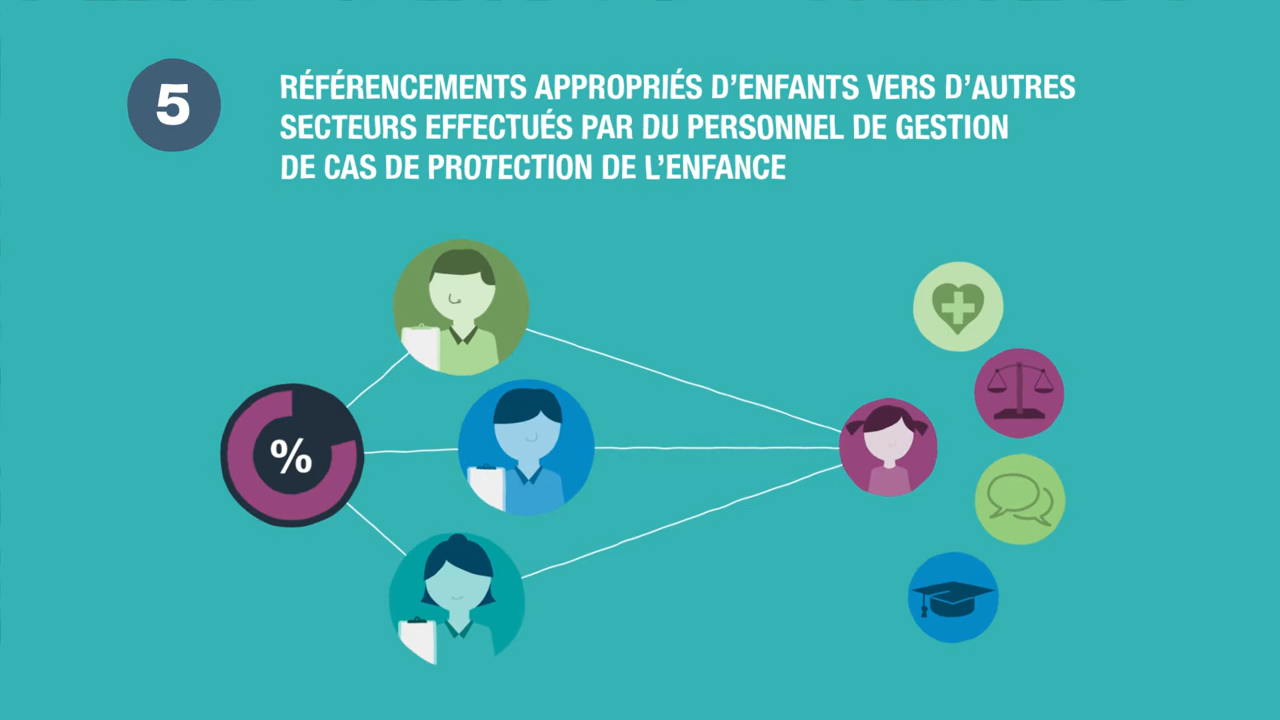 5
RÉFÉRENCEMENTS APPROPRIÉS D’ENFANTS VERS D’AUTRES
SECTEURS EFFECTUÉS PAR DU PERSONNEL DE GESTION
DE CAS DE PROTECTION DE L’ENFANCE
%